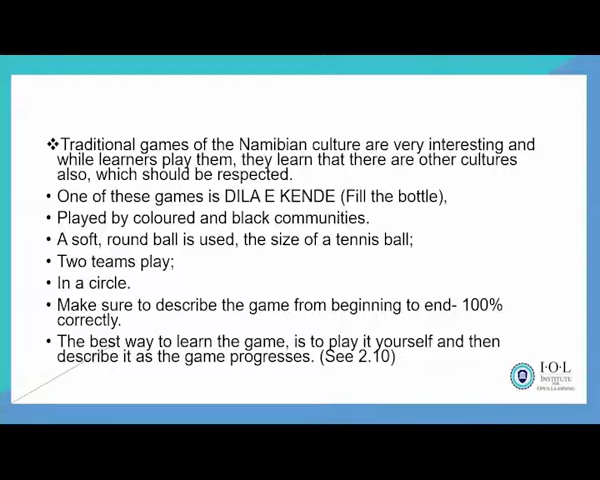 ❖Traditional games of the Namibian culture are very interesting and
while learners play them, they learn that there are other cultures
also, which should be respected.
• One of these games is DILA E KENDE (Fill the bottle),
• Played by coloured and black communities.
• A soft, round ball is used, the size of a tennis ball;
• Two teams play;
• In a circle.
• Make sure to describe the game from beginning to end- 100%
correctly.
• The best way to learn the game, is to play it yourself and then
describe it as the game progresses. (See 2.10)
I·O·L
INSTITUTE
FOR
OPEN LEARNING